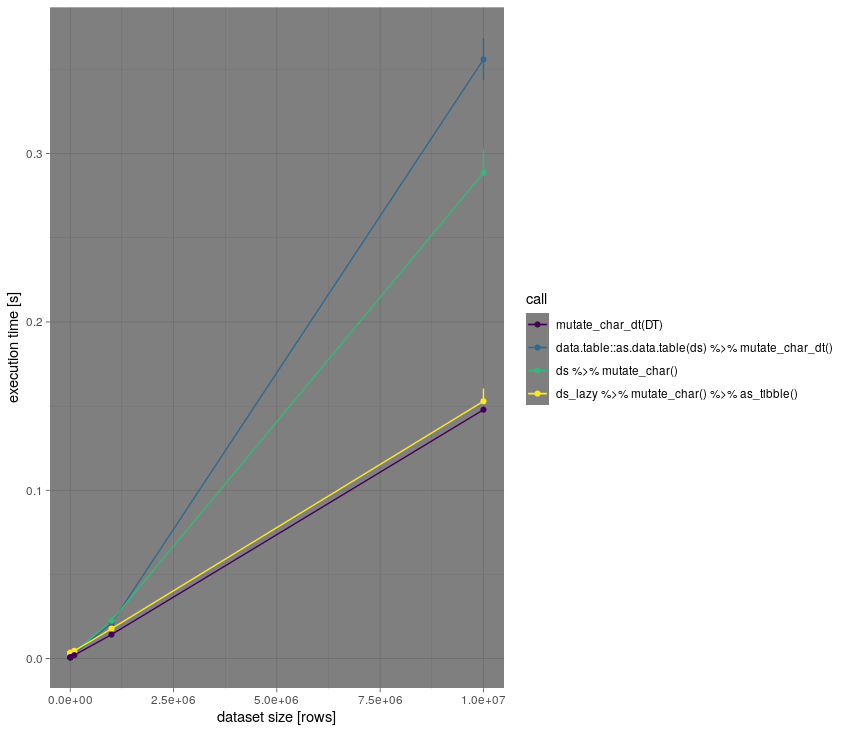 execution time [s]
0.3
0.2
0.1
0.0
0.0e+00 2.5e+06 5.0e+06 7.5e+06 1.0e+07
dataset size [rows]
call
mutate_char_dt(DT)
data.table::as.data.table(ds) %>% mutate_char_dt()
ds %>% mutate_char()
ds_lazy %>% mutate_char() %>% as_tibble()